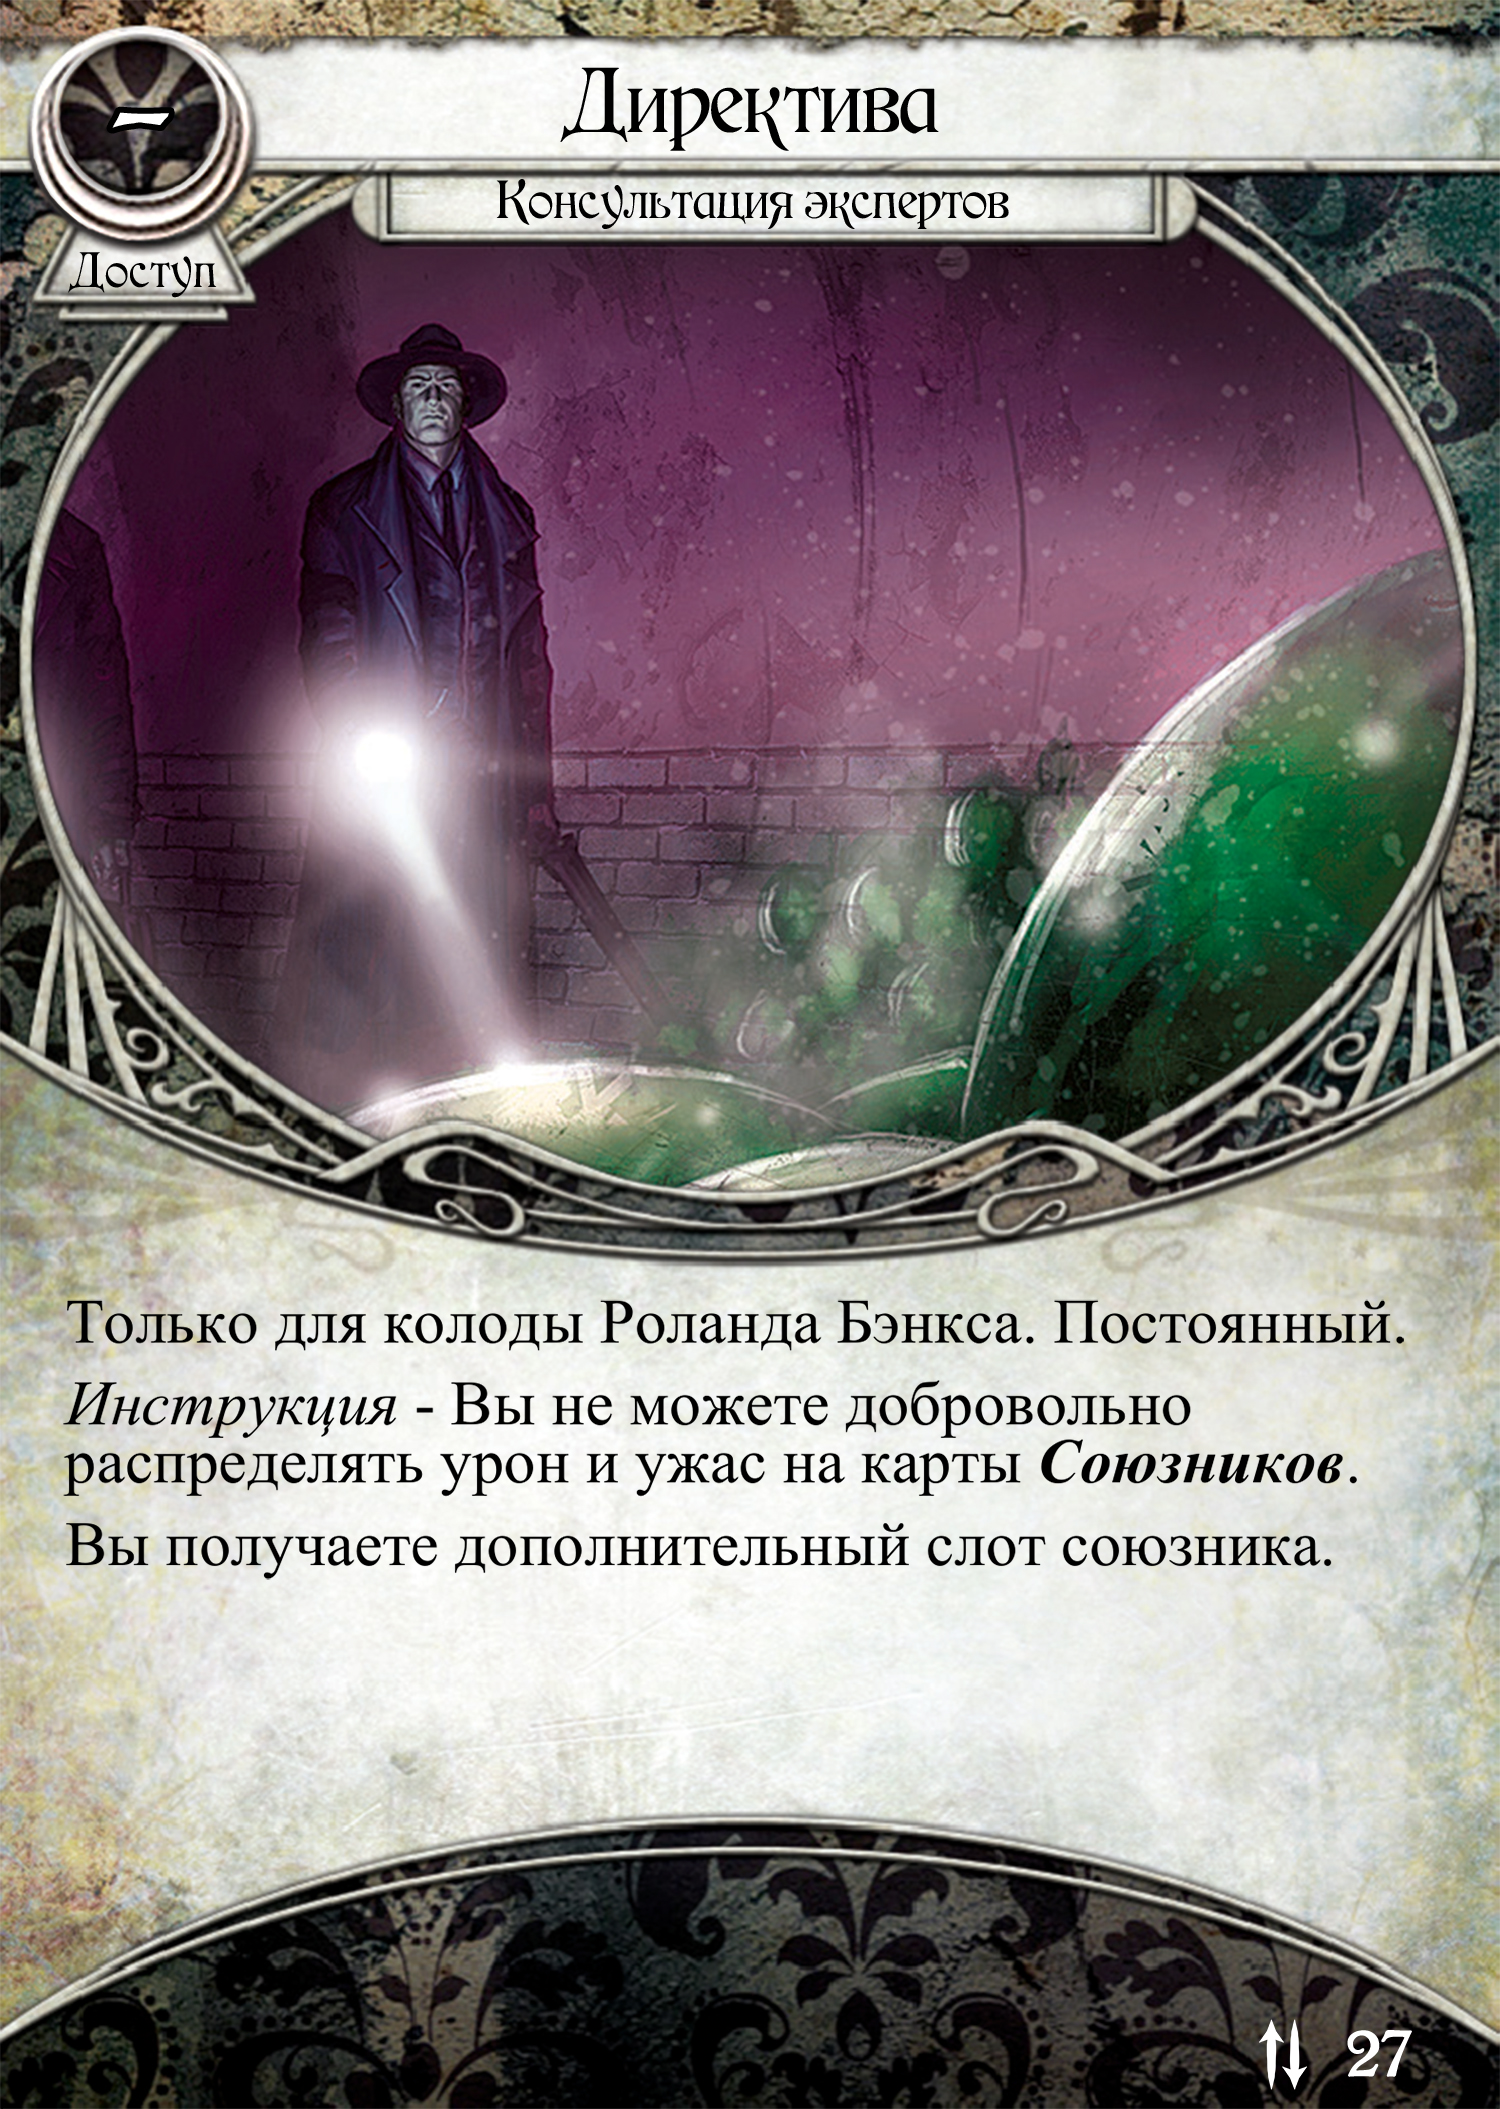 –
Директива
Консультация экспертов
Доступ
Только для колоды Роланда Бэнкса. Постоянный.
Инструкция - Вы не можете добровольно
распределять урон и ужас на карты Союзников.
Вы получаете дополнительный слот союзника.
27